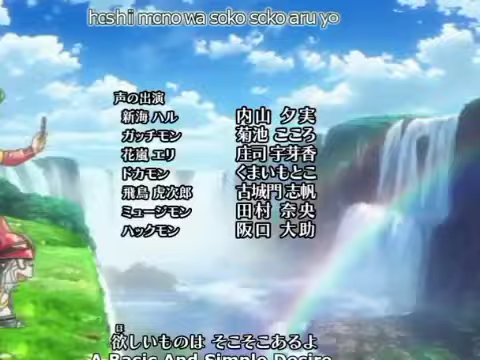 hoshii mono wa soko soko aru yo
声の出演
新海 ハル 内山 夕実
ガッチモン 菊池 こころ
花嵐 エリ 庄司 宇芽香
ドカモン くまいもとこ
飛鳥 虎次郎 古城門 志帆
ミュージモン 田村 奈央
ハックモン 阪口 大助
ほ
欲しいものは そこそこあるよ
A Basic And Simple Desire